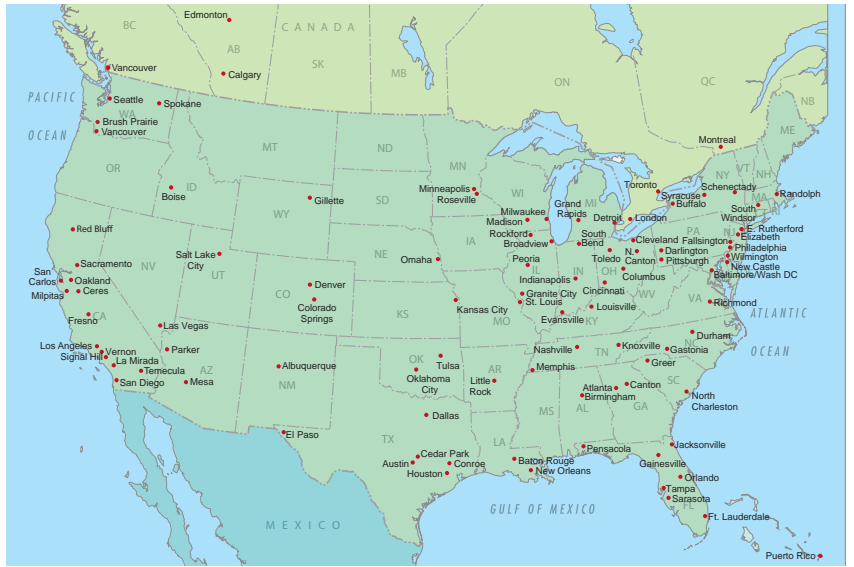 Edmonton
CANADA
BC
AB
SK
MB
ON
QC
NB
Vancouver
Calgary
PACIFIC
OCEAN
Seattle
Spokane
WA
Brush Prairie
Vancouver
Montreal
ME
MT
ND
MN
OR
ID
Boise
WY
Gillette
SD
Minneapolis
Roseville
WI
MI
Toronto
Syracuse
Schenectady
NY
VT
NH
Randolph
Buffalo
South
Windsor
RI
Milwaukee
Madison
Grand
Rapids
Detroit
London
Rockford
Broadview
South
Bend
Toledo
Cleveland
N.
Canton
Darlington
Pittsburgh
PA
Fallsington
NJ
E. Rutherford
Elizabeth
Philadelphia
Wilmington
New Castle
Baltimore/Wash DC
Red Bluff
Sacramento
San
Carlos
Oakland
Milpitas
Ceres
NV
Salt Lake
City
UT
Denver
CO
Colorado
Springs
NE
Omaha
IA
Peoria
IL
IN
OH
Columbus
Indianapolis
Cincinnati
Granite City
St. Louis
Louisville
Evansville
KY
WV
VA
Richmond
Fresno
CA
Las Vegas
KS
Kansas City
MO
ATLANTIC
OCEAN
Los Angeles
Signal Hill
Vernon
La Mirada
Temecula
San Diego
Parker
AZ
Mesa
Albuquerque
NM
OK
Tulsa
Oklahoma
City
AR
Little
Rock
Nashville
TN
Memphis
Knoxville
Durham
NC
Gastonia
Greer
SC
Atlanta
Canton
Birmingham
North
Charleston
MS
AL
GA
El Paso
TX
Dallas
Cedar Park
Austin
Conroe
Houston
LA
Baton Rouge
New Orleans
Pensacola
Jacksonville
Gainesville
Orlando
Tampa
Sarasota
FL
Ft. Lauderdale
GULF OF MEXICO
MEXICO
Puerto Rico